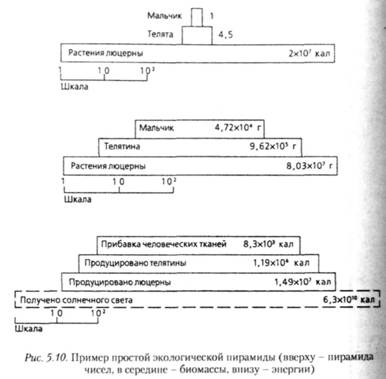 Мальчик 1
Телята 4,5
Растения люцерны 2×10⁷ кал
1 10 10²
Шкала
Мальчик 4,72×10⁴ г
Телятина 9,62×10⁵ г
Растения люцерны 8,03×10⁷ г
1 10 10²
Шкала
Прибавка человеческих тканей 8,3×10³ кал
Продуцировано телятины 1,19×10⁶ кал
Продуцировано люцерны 1,49×10⁷ кал
Получено солнечного света 6,3×10¹⁰ кал
1 10 10²
Шкала
Рис. 5.10. Пример простой экологической пирамиды (вверху – пирамида
чисел, в середине – биомассы, внизу – энергии)